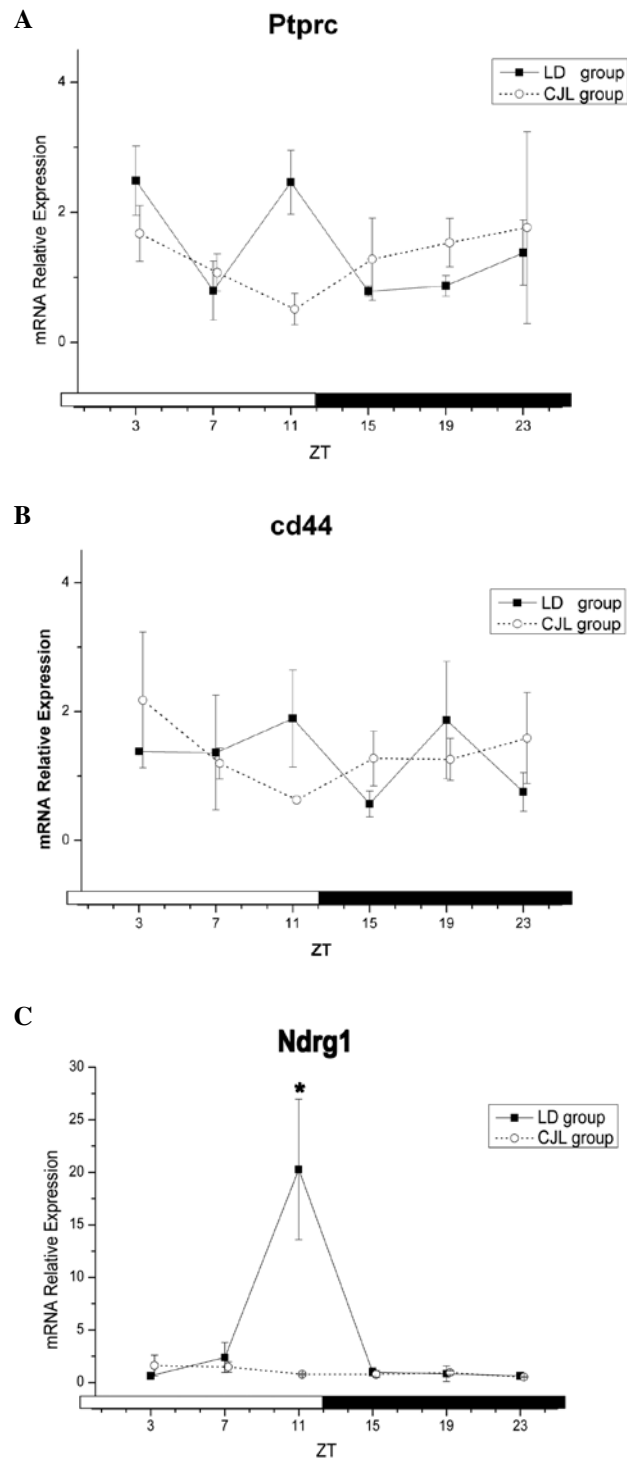 A
Ptprc
LD group
CJL group
mRNA Relative Expression
4
2
0
3 7 11 15 19 23
ZT
B
cd44
LD group
CJL group
mRNA Relative Expression
4
2
0
3 7 11 15 19 23
ZT
C
Ndrg1
*
LD group
CJL group
mRNA Relative Expression
30
25
20
15
10
5
0
3 7 11 15 19 23
ZT